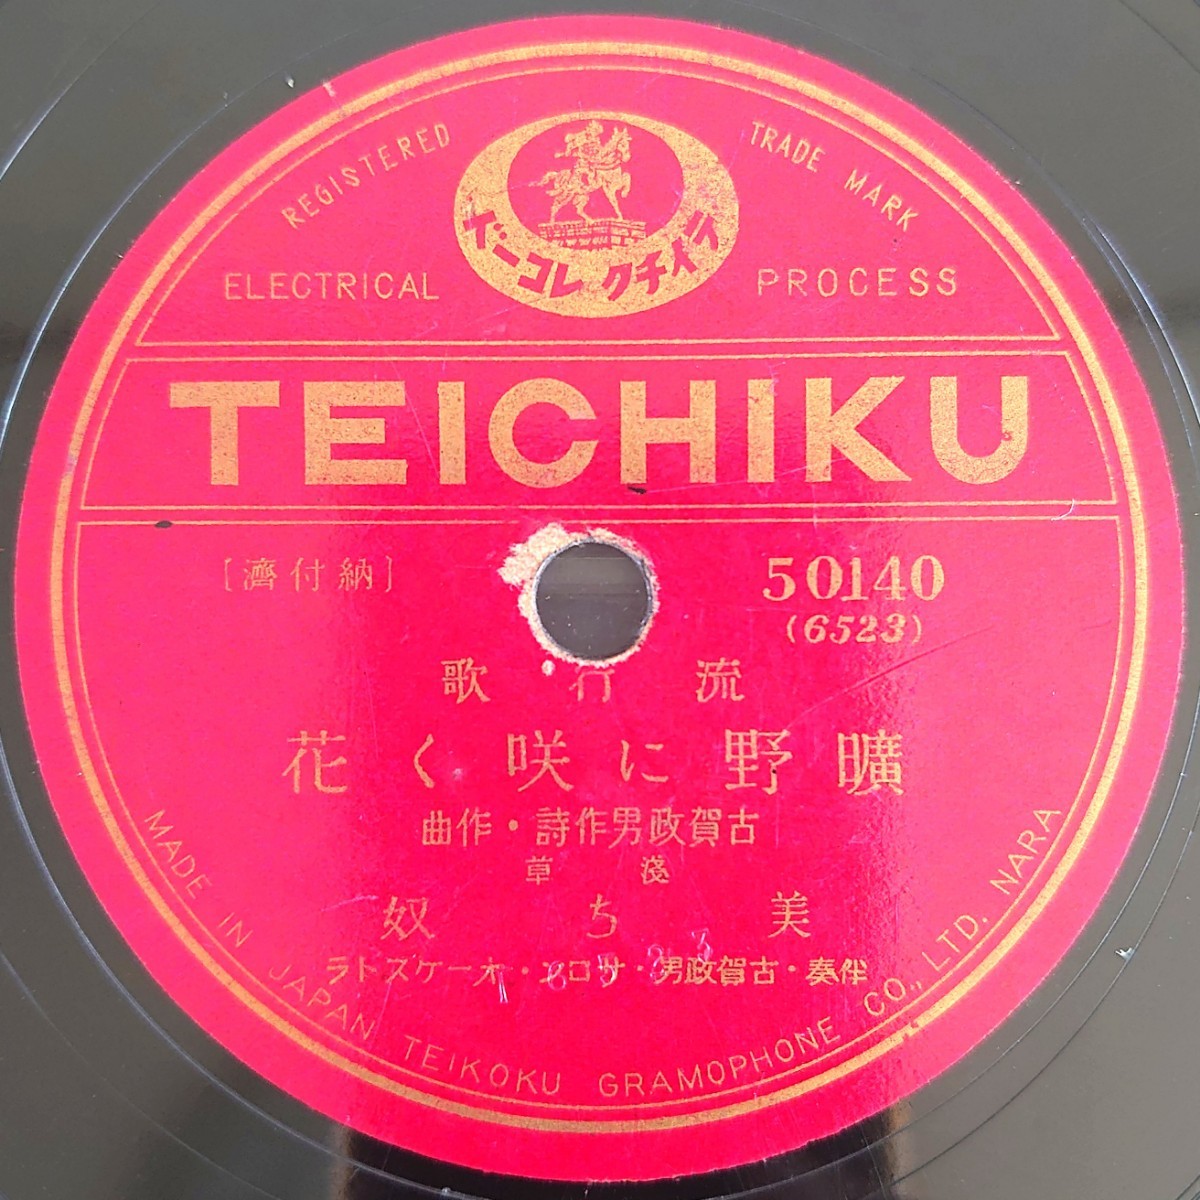 REGISTERED TRADE MARK
テイチクレコード
ELECTRICAL PROCESS
TEICHIKU
50140
(6523)
[納付濟]
流行歌
曠野に咲く花
古賀政男作詩・作曲
淺草
美ち奴
伴奏・古賀政男・サロン・オーケストラ
MADE IN JAPAN TEIKOKU GRAMOPHONE CO., LTD. NARA